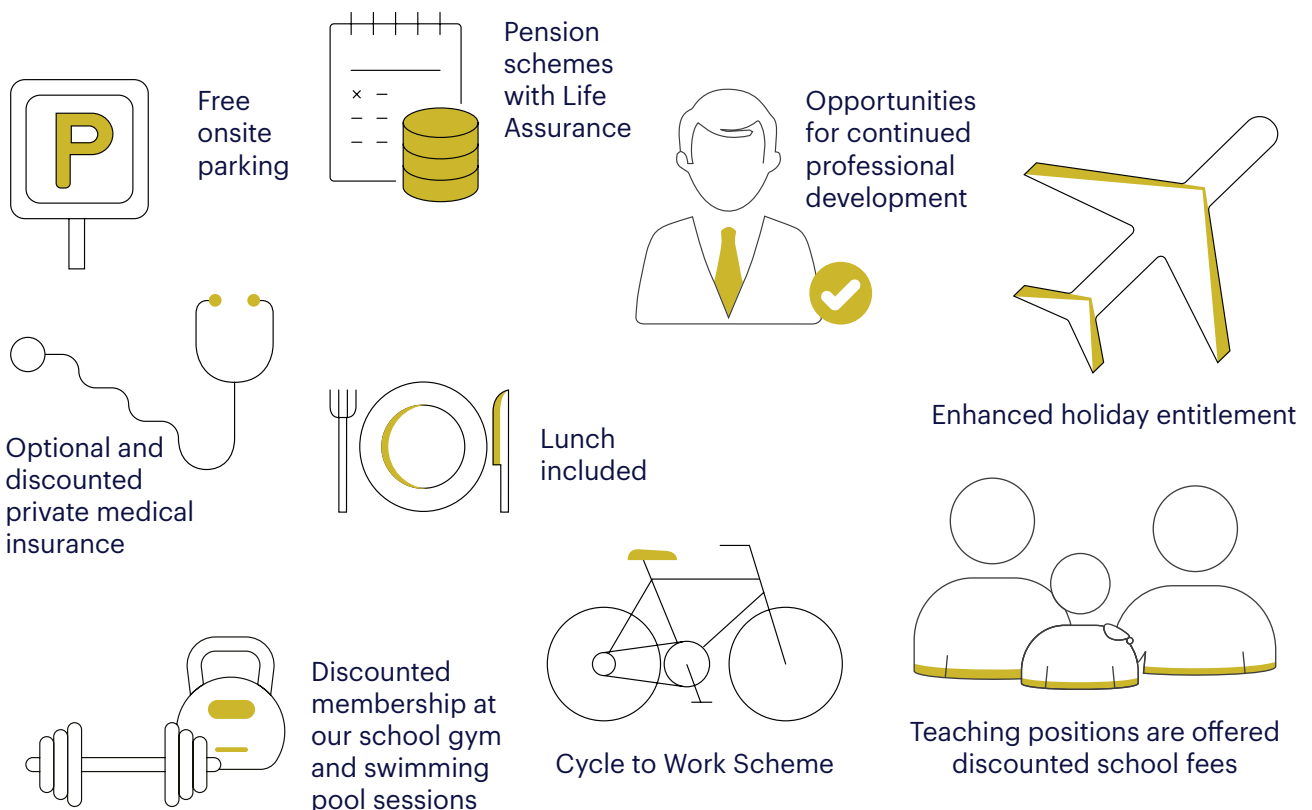 P
Free
onsite
parking
Pension
schemes
with Life
Assurance
Opportunities
for continued
professional
development
Enhanced holiday entitlement
Optional and
discounted
private medical
insurance
Lunch
included
Discounted
membership at
our school gym
and swimming
pool sessions
Cycle to Work Scheme
Teaching positions are offered
discounted school fees